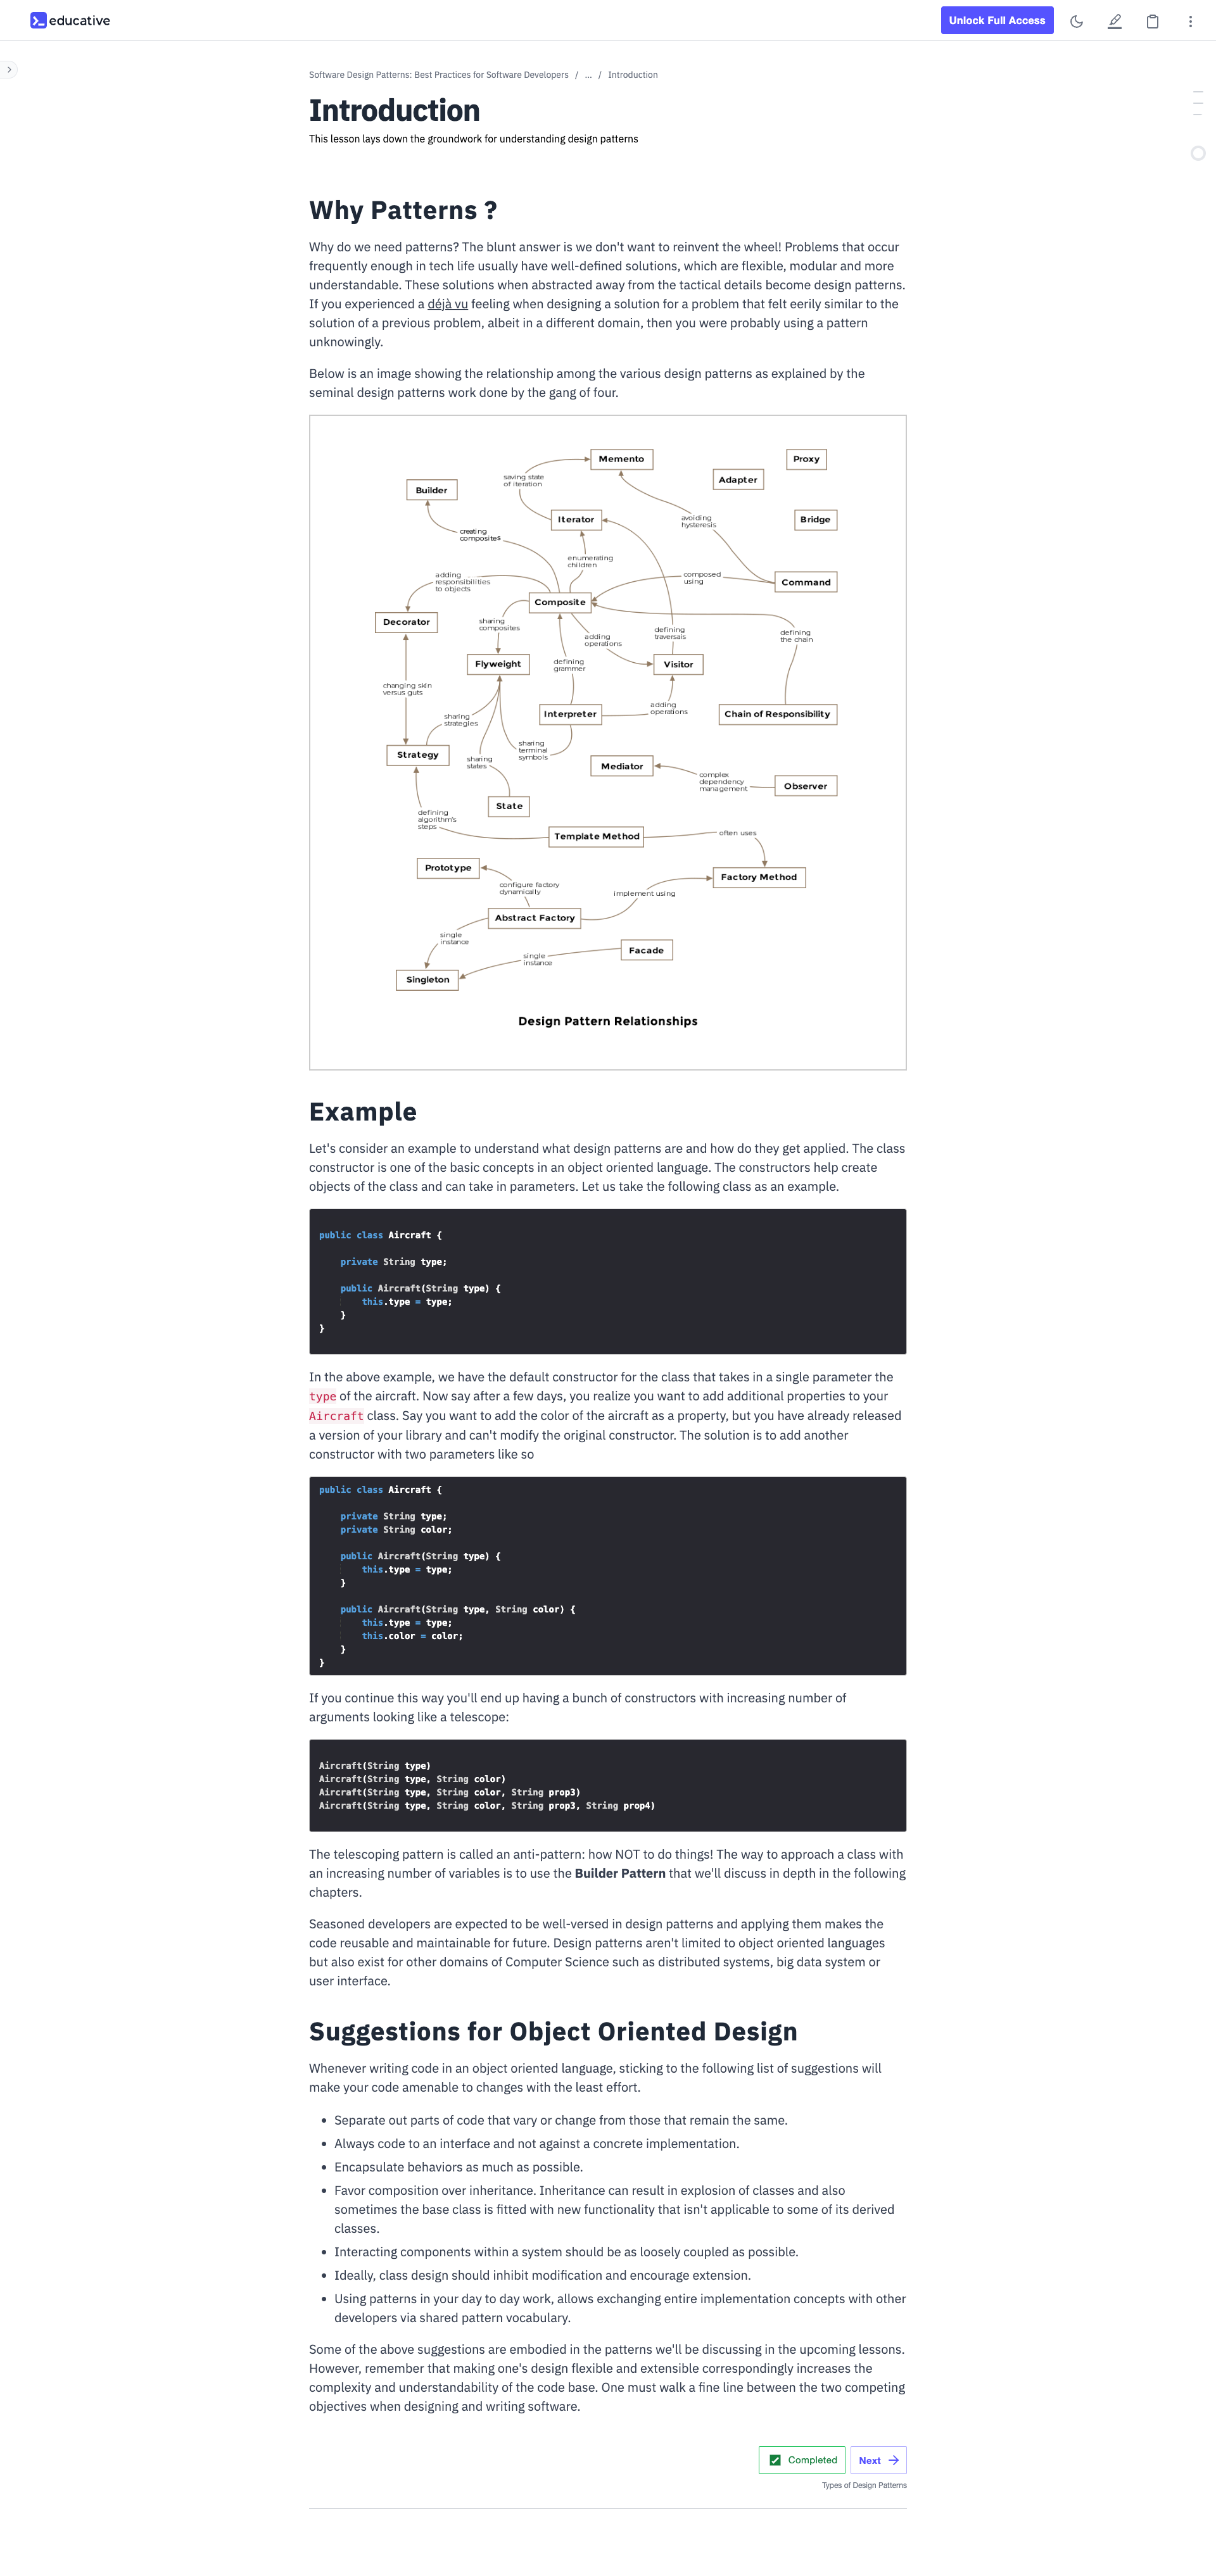 educative
Unlock Full Access
Software Design Patterns: Best Practices for Software Developers / ... / Introduction
Introduction
This lesson lays down the groundwork for understanding design patterns
Why Patterns ?
Why do we need patterns? The blunt answer is we don't want to reinvent the wheel! Problems that occur
frequently enough in tech life usually have well-defined solutions, which are flexible, modular and more
understandable. These solutions when abstracted away from the tactical details become design patterns.
If you experienced a déjà vu feeling when designing a solution for a problem that felt eerily similar to the
solution of a previous problem, albeit in a different domain, then you were probably using a pattern
unknowingly.
Below is an image showing the relationship among the various design patterns as explained by the
seminal design patterns work done by the gang of four.
Memento
Proxy
Adapter
saving state
of iteration
Builder
Iterator
avoiding
hysteresis
Bridge
creating
composites
enumerating
children
adding
responsibilities
to objects
composed
using
Command
Composite
Decorator
sharing
composites
adding
operations
defining
traversals
defining
the chain
Flyweight
defining
grammer
Visitor
changing skin
versus guts
sharing
strategies
Interpreter
adding
operations
Chain of Responsibility
Strategy
sharing
states
sharing
terminal
symbols
Mediator
complex
dependency
management
Observer
State
defining
algorithm's
steps
Template Method
often uses
Prototype
configure factory
dynamically
implement using
Factory Method
Abstract Factory
single
instance
Facade
single
instance
Singleton
Design Pattern Relationships
Example
Let's consider an example to understand what design patterns are and how do they get applied. The class
constructor is one of the basic concepts in an object oriented language. The constructors help create
objects of the class and can take in parameters. Let us take the following class as an example.
public class Aircraft {
private String type;
public Aircraft(String type) {
this.type = type;
}
}
In the above example, we have the default constructor for the class that takes in a single parameter the
type of the aircraft. Now say after a few days, you realize you want to add additional properties to your
Aircraft class. Say you want to add the color of the aircraft as a property, but you have already released
a version of your library and can't modify the original constructor. The solution is to add another
constructor with two parameters like so
public class Aircraft {
private String type;
private String color;
public Aircraft(String type) {
this.type = type;
}
public Aircraft(String type, String color) {
this.type = type;
this.color = color;
}
}
If you continue this way you'll end up having a bunch of constructors with increasing number of
arguments looking like a telescope:
Aircraft(String type)
Aircraft(String type, String color)
Aircraft(String type, String color, String prop3)
Aircraft(String type, String color, String prop3, String prop4)
The telescoping pattern is called an anti-pattern: how NOT to do things! The way to approach a class with
an increasing number of variables is to use the Builder Pattern that we'll discuss in depth in the following
chapters.
Seasoned developers are expected to be well-versed in design patterns and applying them makes the
code reusable and maintainable for future. Design patterns aren't limited to object oriented languages
but also exist for other domains of Computer Science such as distributed systems, big data system or
user interface.
Suggestions for Object Oriented Design
Whenever writing code in an object oriented language, sticking to the following list of suggestions will
make your code amenable to changes with the least effort.
• Separate out parts of code that vary or change from those that remain the same.
• Always code to an interface and not against a concrete implementation.
• Encapsulate behaviors as much as possible.
• Favor composition over inheritance. Inheritance can result in explosion of classes and also
sometimes the base class is fitted with new functionality that isn't applicable to some of its derived
classes.
• Interacting components within a system should be as loosely coupled as possible.
• Ideally, class design should inhibit modification and encourage extension.
• Using patterns in your day to day work, allows exchanging entire implementation concepts with other
developers via shared pattern vocabulary.
Some of the above suggestions are embodied in the patterns we'll be discussing in the upcoming lessons.
However, remember that making one's design flexible and extensible correspondingly increases the
complexity and understandability of the code base. One must walk a fine line between the two competing
objectives when designing and writing software.
Completed
Next →
Types of Design Patterns